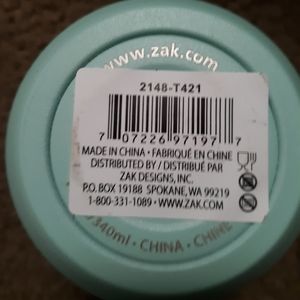 www.zak.com
2148-T421
7 07226 97197 7
MADE IN CHINA • FABRIQUÉ EN CHINE
DISTRIBUTED BY / DISTRIBUÉ PAR
ZAK DESIGNS, INC.
P.O. BOX 19188 SPOKANE, WA 99219
1-800-331-1089 • WWW.ZAK.COM
/340ml • CHINA • CHINE